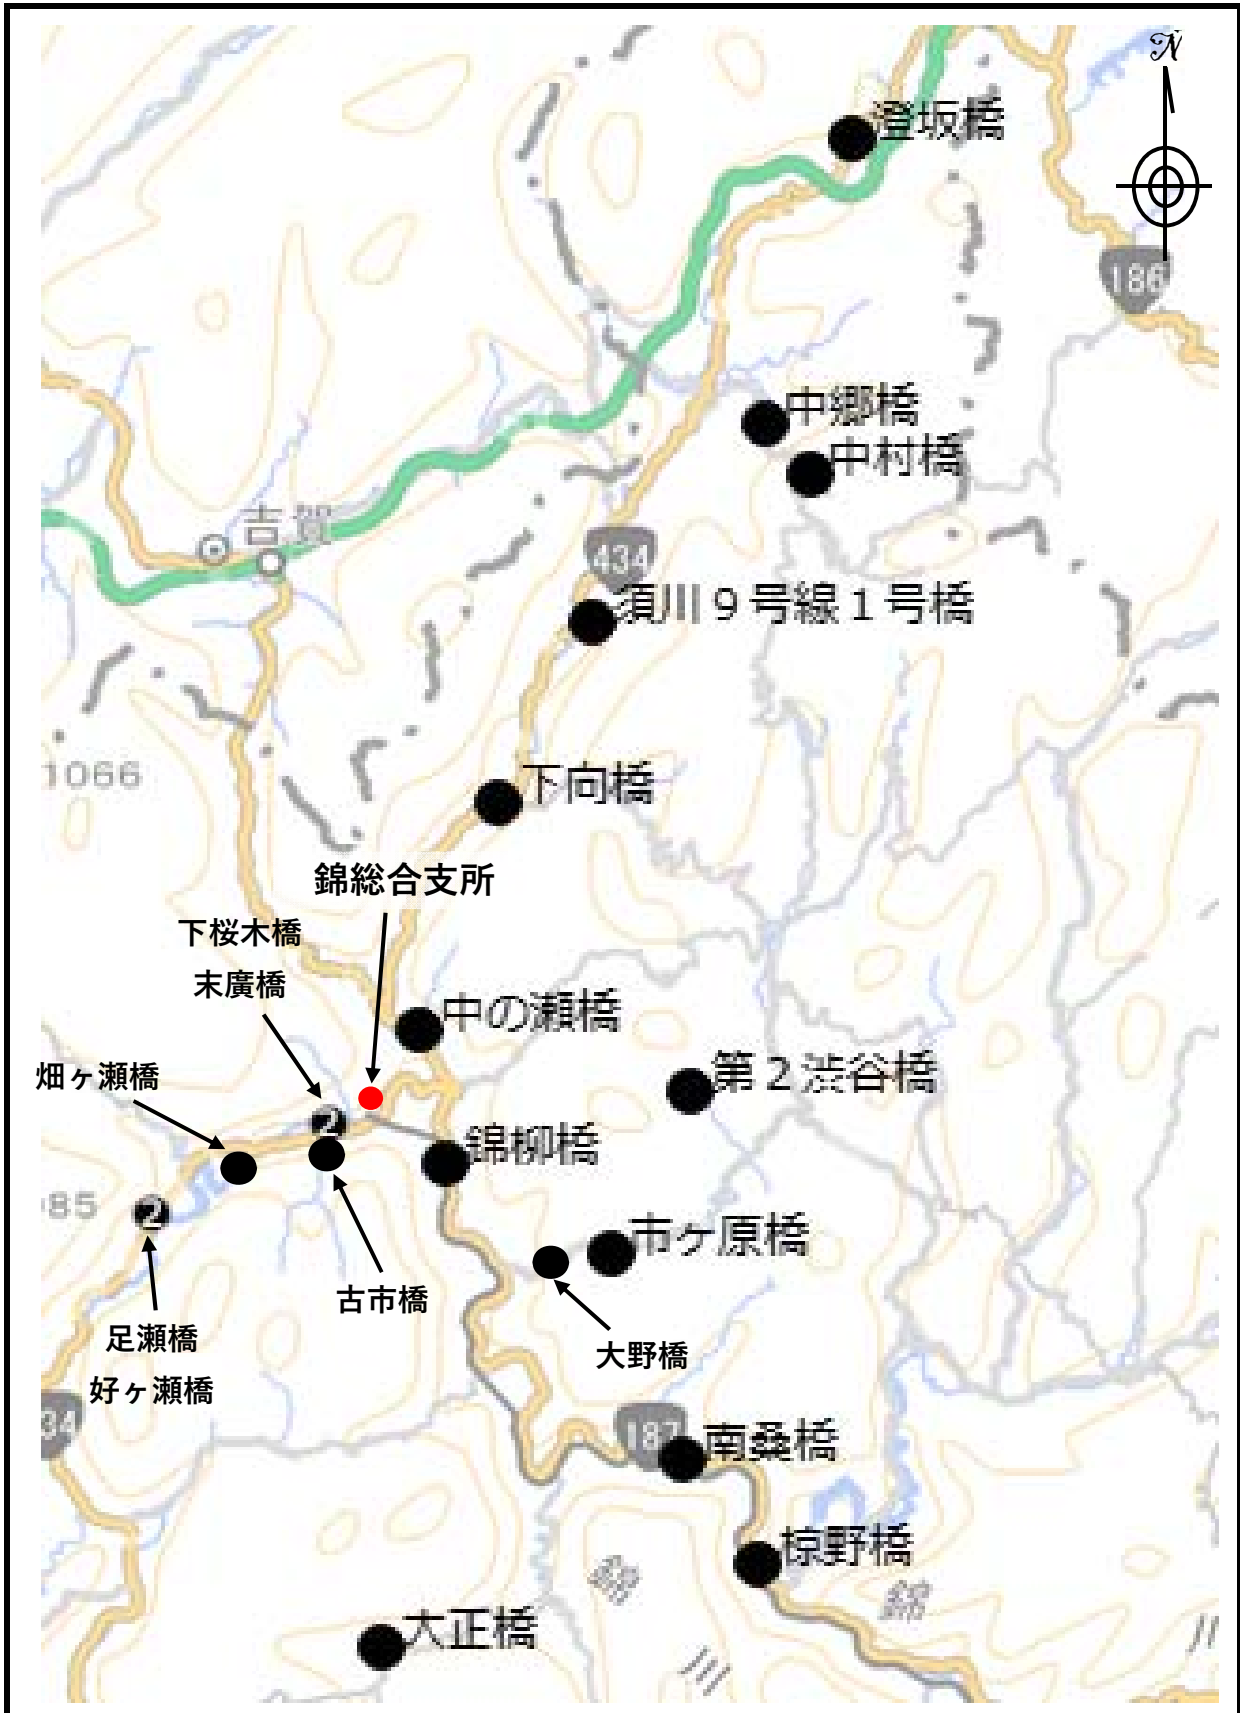 N
澄坂橋
186
中郷橋
中村橋
吉賀
434
須川9号線1号橋
1066
下向橋
錦総合支所
下桜木橋
末廣橋
中の瀬橋
畑ヶ瀬橋
第2渋谷橋
2
錦柳橋
85
2
市ヶ原橋
古市橋
足瀬橋
好ヶ瀬橋
大野橋
34
187
南桑橋
椋野橋
錦
錦
大正橋
川
川